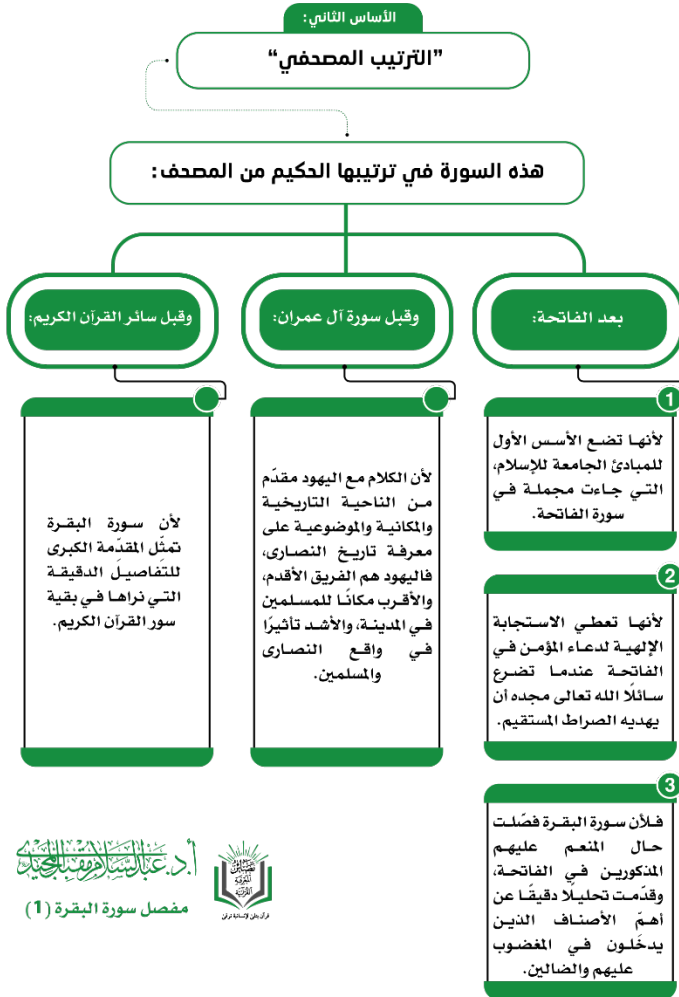 الأساس الثاني:
”الترتيب المصحفي“
هذه السورة في ترتيبها الحكيم من المصحف:
بعد الفاتحة:
1
لأنها تضع الأسس الأول
للمبادئ الجامعة للإسلام،
التي جاءت مجملة في
سورة الفاتحة.
2
لأنها تعطي الاستجابة
الإلهية لدعاء المؤمن في
الفاتحة عندما تضرع
سائلًا الله تعالى مجده أن
يهديه الصراط المستقيم.
3
فلأن سورة البقرة فصّلت
حال المنعم عليهم
المذكورين في الفاتحة،
وقدّمت تحليلًا دقيقًا عن
أهمّ الأصناف الذين
يدخَلون في المغضوب
عليهم والضالين.
وقبل سورة آل عمران:
لأن الكلام مع اليهود مقدّم
من الناحية التاريخية
والمكانية والموضوعية على
معرفة تاريخ النصارى،
فاليهود هم الفريق الأقدم،
والأقرب مكانًا للمسلمين
في المدينة، والأشد تأثيرًا
في واقع النصارى
والمسلمين.
وقبل سائر القرآن الكريم:
لأن سورة البقرة
تمثِّل المقدّمة الكبرى
للتفاصيل الدقيقة
التي نراها في بقية
سور القرآن الكريم.
أ.د. عبدالسلام مقبل المجيدي
مفصل سورة البقرة (1)
بصائر
المعرفة
القرآنية